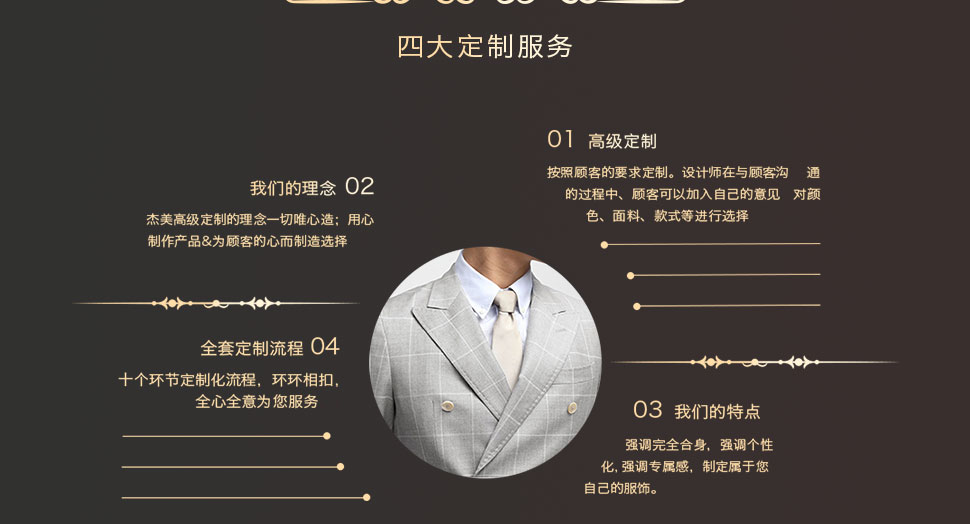 四大定制服务
01 高级定制
按照顾客的要求定制。设计师在与顾客沟 通
的过程中、顾客可以加入自己的意见 对颜
色、面料、款式等进行选择
我们的理念 02
杰美高级定制的理念一切唯心造；用心
制作产品&为顾客的心而制造选择
03 我们的特点
强调完全合身，强调个性
化, 强调专属感，制定属于您
自己的服饰。
全套定制流程 04
十个环节定制化流程，环环相扣，
全心全意为您服务